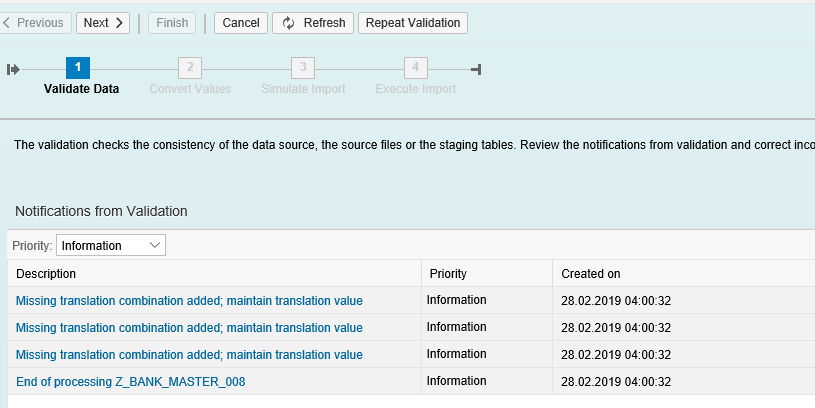 Previous Next Finish Cancel Refresh Repeat Validation
1 2 3 4
Validate Data Convert Values Simulate Import Execute Import
The validation checks the consistency of the data source, the source files or the staging tables. Review the notifications from validation and correct inco
Notifications from Validation
Priority: Information
Description Priority Created on
Missing translation combination added; maintain translation value Information 28.02.2019 04:00:32
Missing translation combination added; maintain translation value Information 28.02.2019 04:00:32
Missing translation combination added; maintain translation value Information 28.02.2019 04:00:32
End of processing Z_BANK_MASTER_008 Information 28.02.2019 04:00:32